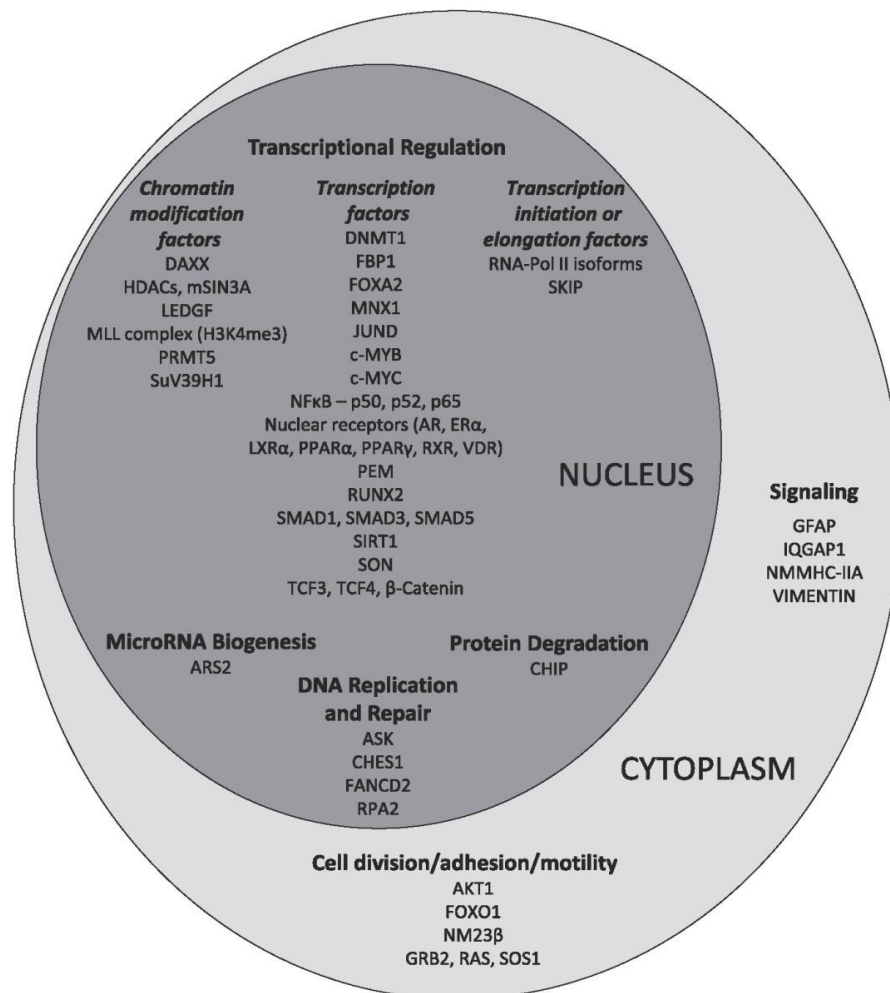 Transcriptional Regulation
Chromatin
modification
factors
DAXX
HDACs, mSIN3A
LEDGF
MLL complex (H3K4me3)
PRMT5
SuV39H1
Transcription
factors
DNMT1
FBP1
FOXA2
MNX1
JUND
c-MYB
c-MYC
NFκB – p50, p52, p65
Nuclear receptors (AR, ERα,
LXRα, PPARα, PPARγ, RXR, VDR)
PEM
RUNX2
SMAD1, SMAD3, SMAD5
SIRT1
SON
TCF3, TCF4, β-Catenin
Transcription
initiation or
elongation factors
RNA-Pol II isoforms
SKIP
NUCLEUS
Signaling
GFAP
IQGAP1
NMMHC-IIA
VIMENTIN
MicroRNA Biogenesis
ARS2
Protein Degradation
CHIP
DNA Replication
and Repair
ASK
CHES1
FANCD2
RPA2
CYTOPLASM
Cell division/adhesion/motility
AKT1
FOXO1
NM23β
GRB2, RAS, SOS1